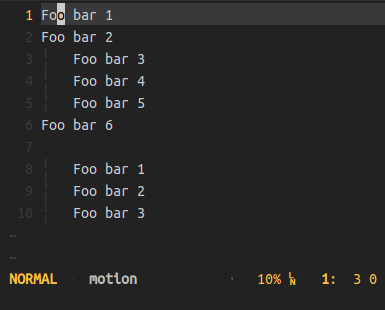 1 Foo bar 1
2 Foo bar 2
3 Foo bar 3
4 Foo bar 4
5 Foo bar 5
6 Foo bar 6
7
8 Foo bar 1
9 Foo bar 2
10 Foo bar 3
~
~
NORMAL motion ‹ 10% LN 1: 3 0